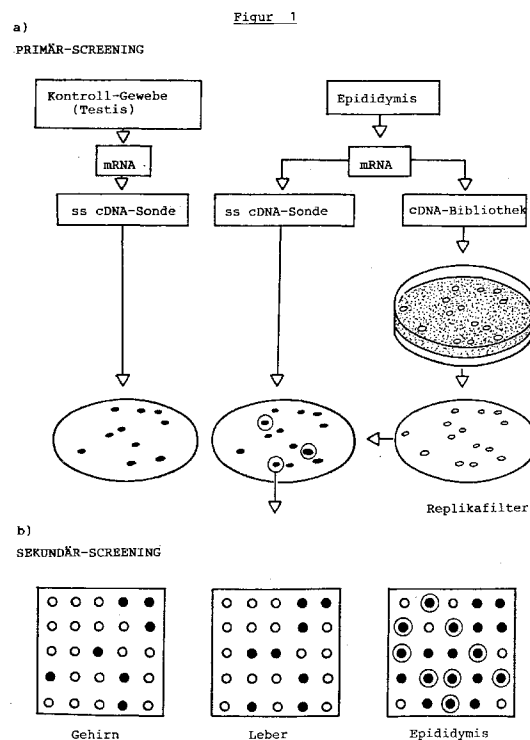 Figur 1
a)
PRIMÄR-SCREENING
Kontroll-Gewebe
(Testis)
Epididymis
mRNA
mRNA
ss cDNA-Sonde
ss cDNA-Sonde
cDNA-Bibliothek
Replikafilter
b)
SEKUNDÄR-SCREENING
Gehirn
Leber
Epididymis